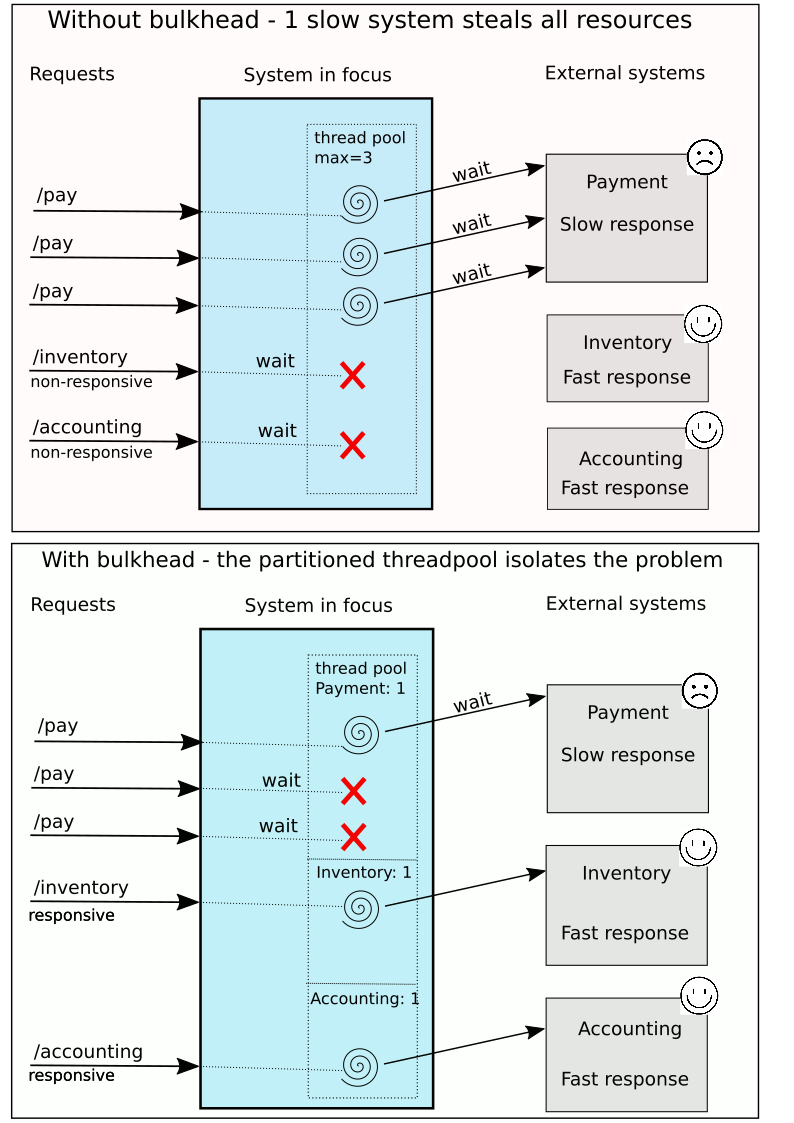 Without bulkhead - 1 slow system steals all resources
Requests
System in focus
External systems
thread pool
max=3
/pay
wait
Payment
Slow response
/pay
wait
/pay
wait
/inventory
non-responsive
wait
Inventory
Fast response
/accounting
non-responsive
wait
Accounting
Fast response
With bulkhead - the partitioned threadpool isolates the problem
Requests
System in focus
External systems
thread pool
Payment: 1
/pay
wait
Payment
Slow response
/pay
wait
/pay
wait
Inventory: 1
/inventory
responsive
Inventory
Fast response
Accounting: 1
/accounting
responsive
Accounting
Fast response